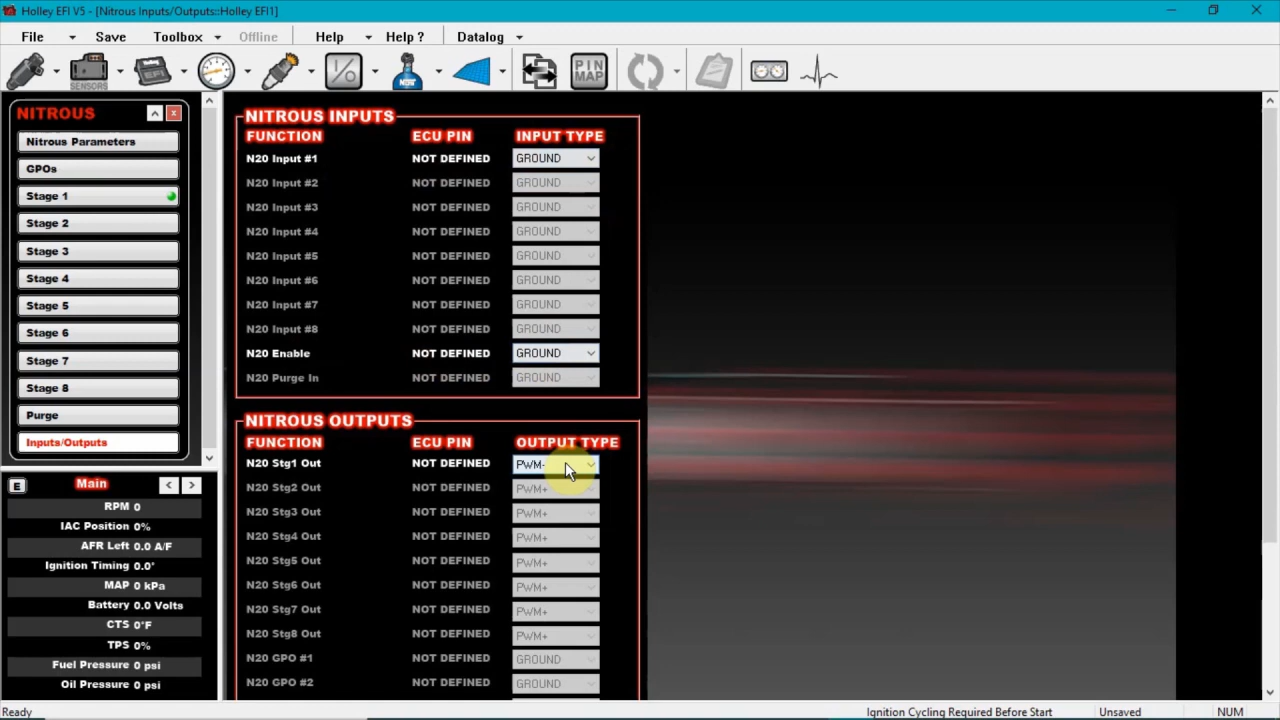 Holley EFI V5 - [Nitrous Inputs/Outputs::Holley EFI1]
File Save Toolbox Offline Help Help ? Datalog
SENSORS EFI I/O NOW PIN MAP
NITROUS
Nitrous Parameters
GPOs
Stage 1
Stage 2
Stage 3
Stage 4
Stage 5
Stage 6
Stage 7
Stage 8
Purge
Inputs/Outputs
E Main < >
RPM 0
IAC Position 0%
AFR Left 0.0 A/F
Ignition Timing 0.0°
MAP 0 kPa
Battery 0.0 Volts
CTS 0°F
TPS 0%
Fuel Pressure 0 psi
Oil Pressure 0 psi
NITROUS INPUTS
FUNCTION ECU PIN INPUT TYPE
N20 Input #1 NOT DEFINED GROUND
N20 Input #2 NOT DEFINED GROUND
N20 Input #3 NOT DEFINED GROUND
N20 Input #4 NOT DEFINED GROUND
N20 Input #5 NOT DEFINED GROUND
N20 Input #6 NOT DEFINED GROUND
N20 Input #7 NOT DEFINED GROUND
N20 Input #8 NOT DEFINED GROUND
N20 Enable NOT DEFINED GROUND
N20 Purge In NOT DEFINED GROUND
NITROUS OUTPUTS
FUNCTION ECU PIN OUTPUT TYPE
N20 Stg1 Out NOT DEFINED PWM-
N20 Stg2 Out NOT DEFINED PWM+
N20 Stg3 Out NOT DEFINED PWM+
N20 Stg4 Out NOT DEFINED PWM+
N20 Stg5 Out NOT DEFINED PWM+
N20 Stg6 Out NOT DEFINED PWM+
N20 Stg7 Out NOT DEFINED PWM+
N20 Stg8 Out NOT DEFINED PWM+
N20 GPO #1 NOT DEFINED GROUND
N20 GPO #2 NOT DEFINED GROUND
Ready Ignition Cycling Required Before Start Unsaved NUM